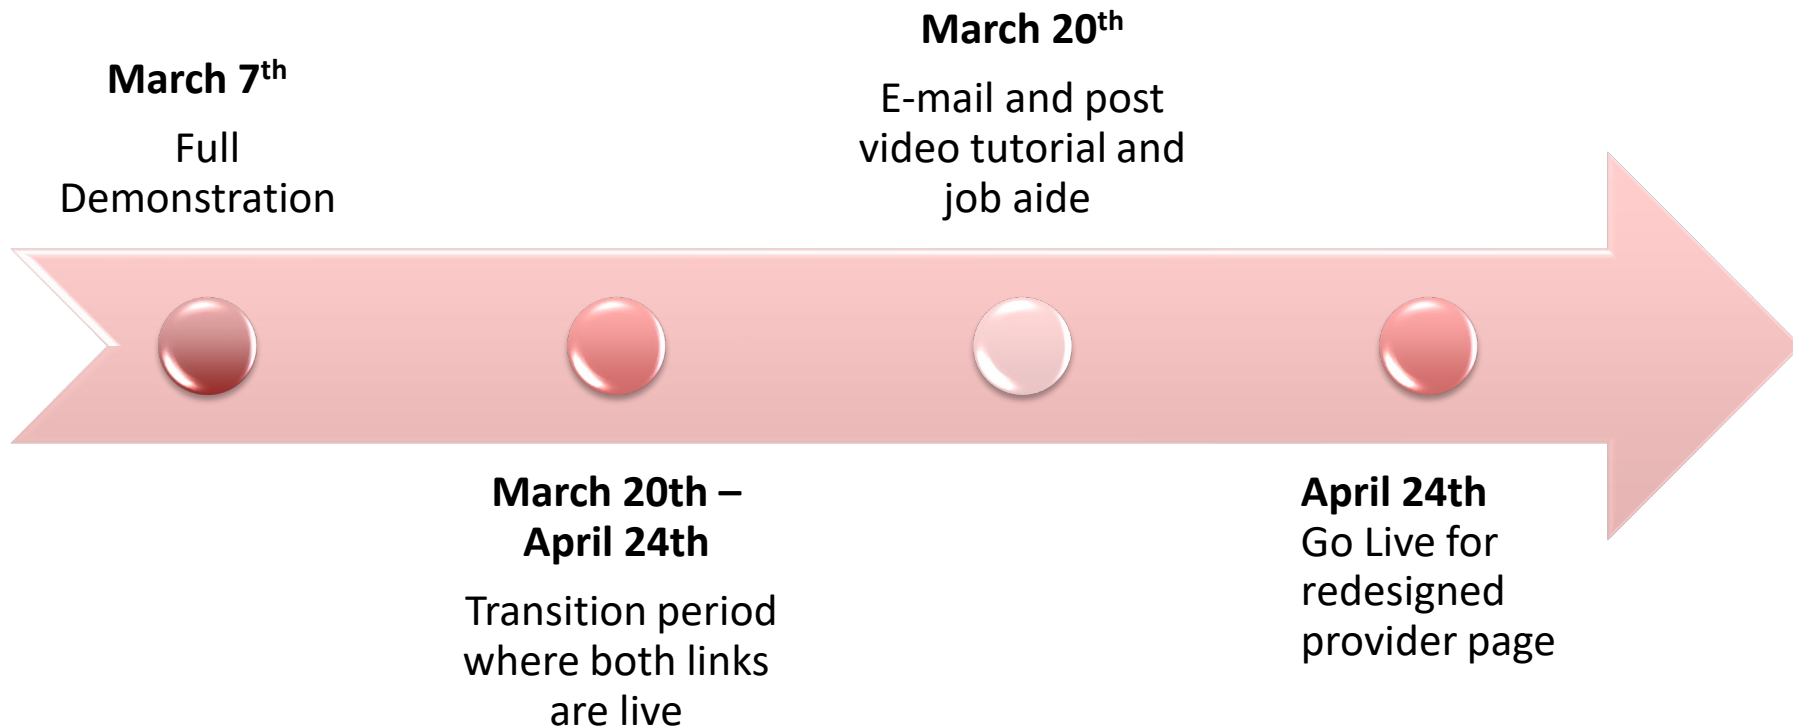 March 7th
Full
Demonstration
March 20th –
April 24th
Transition period
where both links
are live
March 20th
E-mail and post
video tutorial and
job aide
April 24th
Go Live for
redesigned
provider page